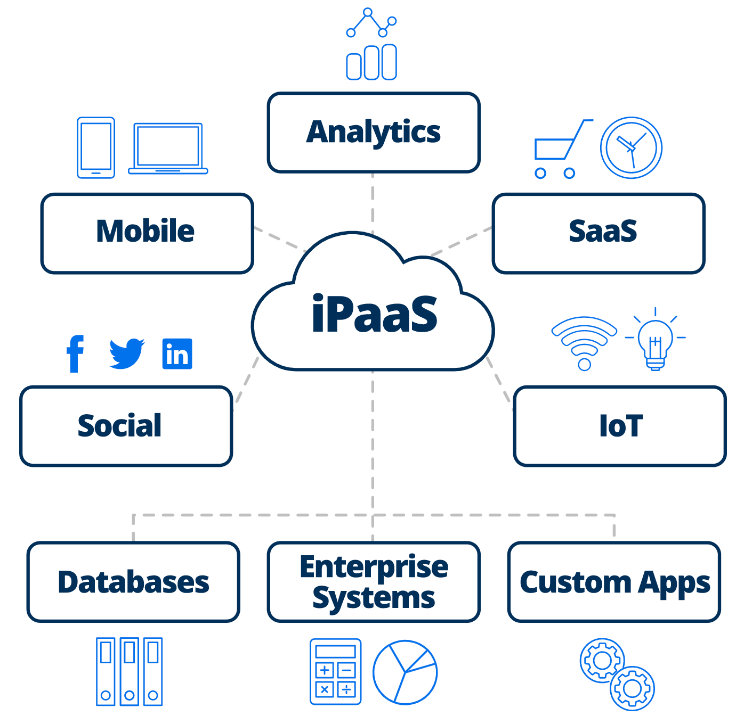 Analytics
Mobile
SaaS
iPaaS
Social
IoT
Databases
Enterprise
Systems
Custom Apps